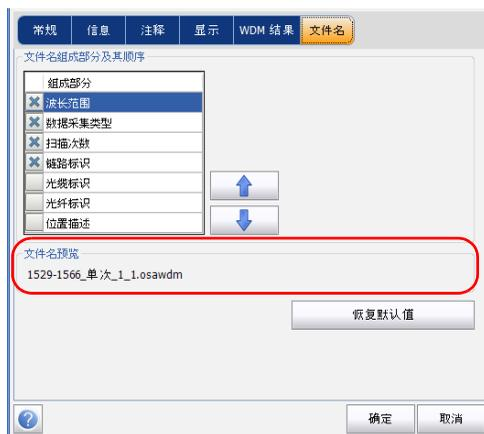 常规 信息 注释 显示 WDM 结果 文件名
文件名组成部分及其顺序
组成部分
波长范围
数据采集类型
扫描次数
链路标识
光缆标识
光纤标识
位置描述
文件名预览
1529-1566_单次_1_1.osawdm
恢复默认值
? 确定 取消